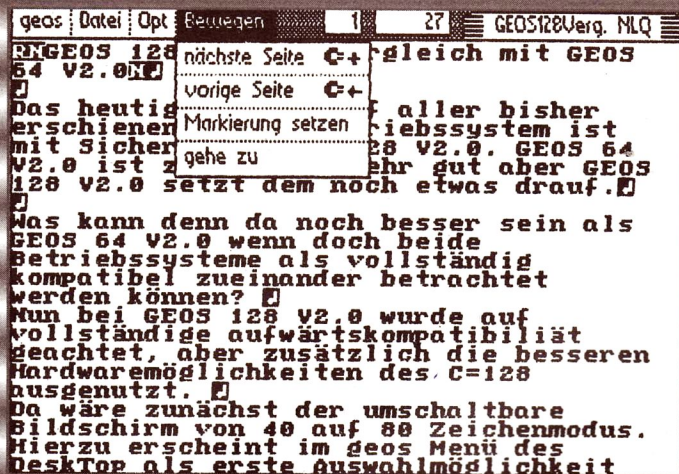 geos Datei Opt Bewegen 1 27 GEOS128Verg. NLQ
RNGEOS 128 rgleich mit GEOS
64 V2.0N
nächste Seite C=+
vorige Seite C=←
Markierung setzen
gehe zu
Das heutig f aller bisher
erschienen riebssystem ist
mit Sicher 28 V2.0. GEOS 64
V2.0 ist z ehr gut aber GEOS
128 V2.0 setzt dem noch etwas drauf.
Was kann denn da noch besser sein als
GEOS 64 V2.0 wenn doch beide
Betriebssysteme als vollständig
kompatibel zueinander betrachtet
werden können?
Nun bei GEOS 128 V2.0 wurde auf
vollständige aufwärtskompatibiliät
geachtet, aber zusätzlich die besseren
Hardwaremöglichkeiten des C=128
ausgenutzt.
Da wäre zunächst der umschaltbare
Bildschirm von 40 auf 80 Zeichenmodus.
Hierzu erscheint im geos Menü des
DeskTop als erste Auswahlmöglichkeit